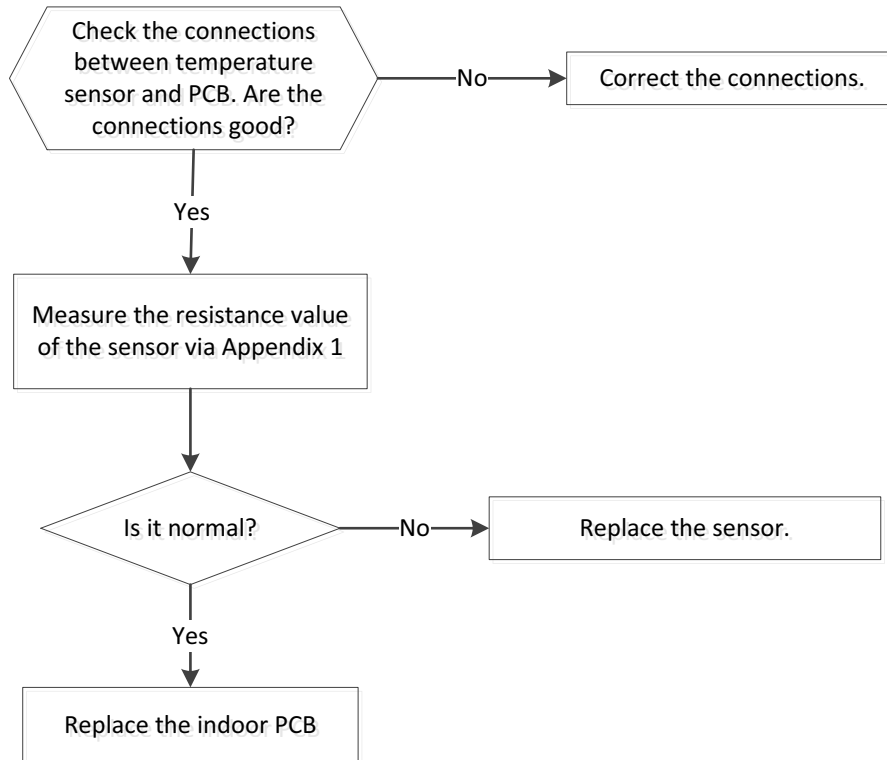 Check the connections
between temperature
sensor and PCB. Are the
connections good?
No
Correct the connections.
Yes
Measure the resistance value
of the sensor via Appendix 1
Is it normal?
No
Replace the sensor.
Yes
Replace the indoor PCB